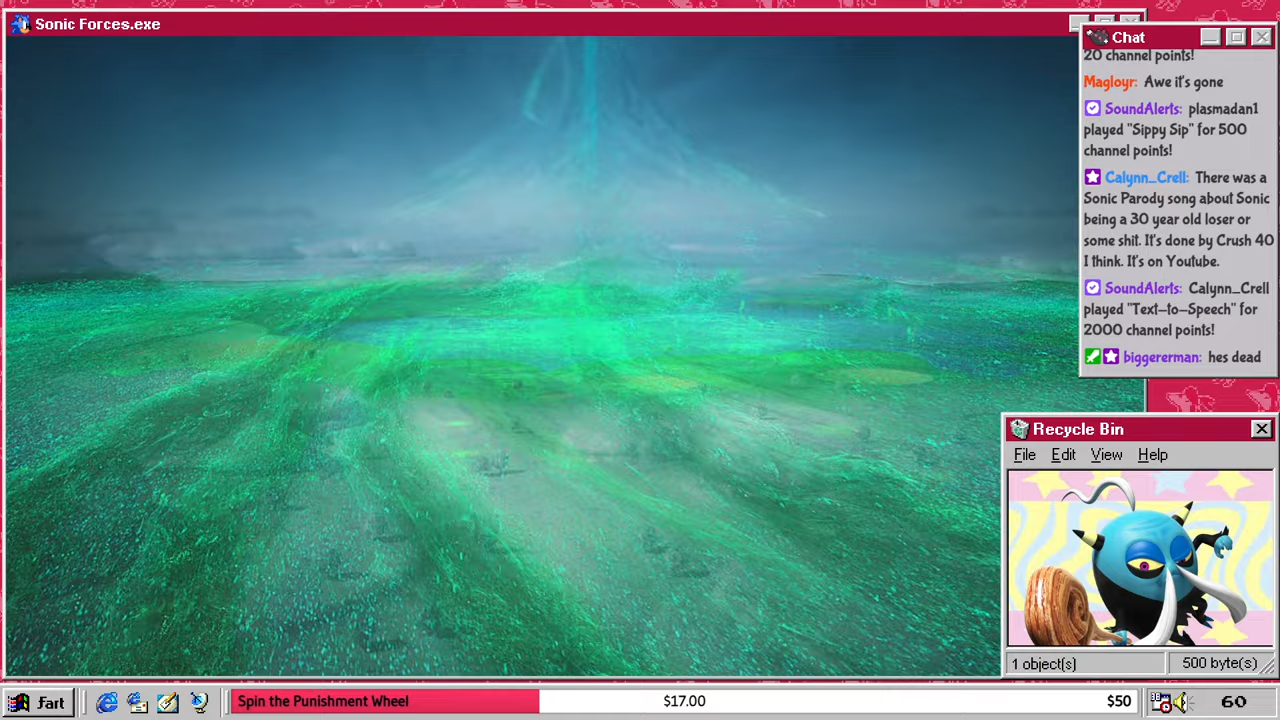 Sonic Forces.exe
Chat
20 channel points!
Magloyr: Awe it's gone
SoundAlerts: plasmadan1
played "Sippy Sip" for 500
channel points!
Calynn_Crell: There was a
Sonic Parody song about Sonic
being a 30 year old loser or
some shit. It's done by Crush 40
I think. It's on Youtube.
SoundAlerts: Calynn_Crell
played "Text-to-Speech" for
2000 channel points!
biggererman: hes dead
Recycle Bin
File Edit View Help
1 object(s) 500 byte(s)
fart
Spin the Punishment Wheel $17.00 $50
60